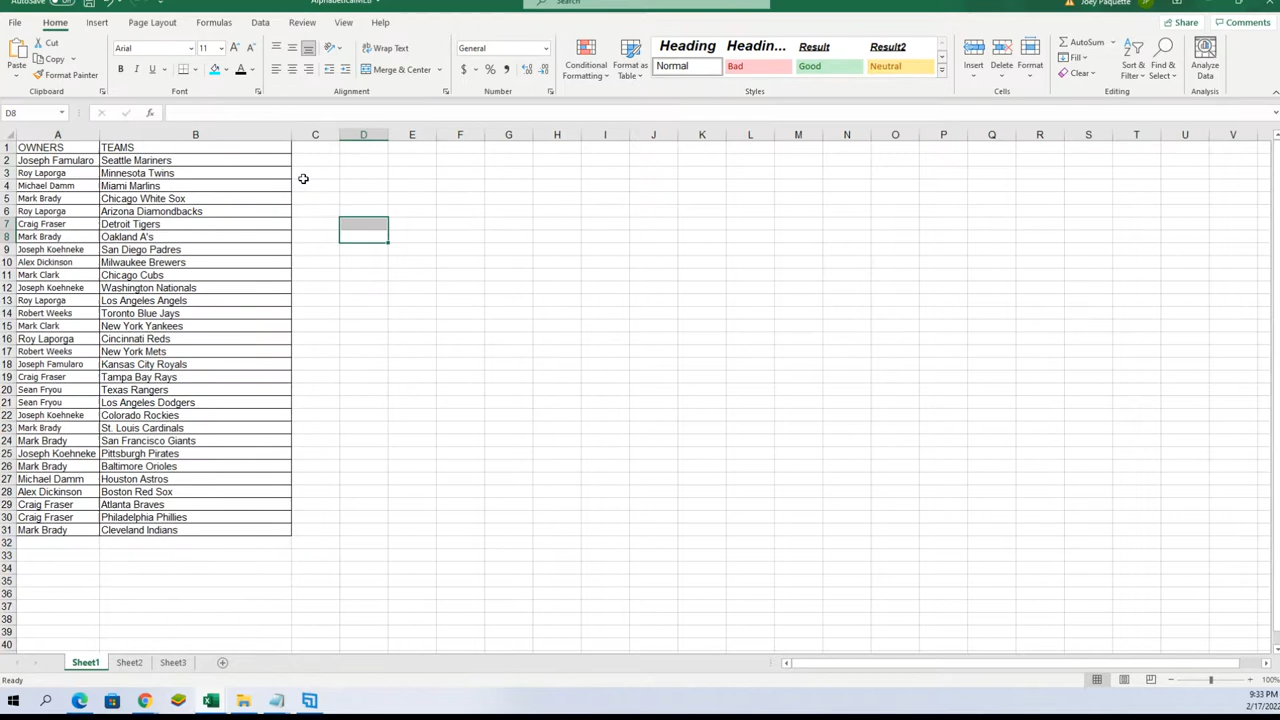 AutoSave
AlphabeticalMLB
Search
Joey Paquette
JP
File Home Insert Page Layout Formulas Data Review View Help
Share Comments
Paste
Cut
Copy
Format Painter
Clipboard
Arial 11
B I U
Font
Wrap Text
Merge & Center
Alignment
General
$ % ,
Number
Conditional Formatting
Format as Table
Heading Headin... Result Result2
Normal Bad Good Neutral
Styles
Insert Delete Format
Cells
AutoSum
Fill
Clear
Sort & Filter
Find & Select
Editing
Analyze Data
Analysis
D8 fx
A B C D E F G H I J K L M N O P Q R S T U V
1 OWNERS TEAMS
2 Joseph Famularo Seattle Mariners
3 Roy Laporga Minnesota Twins
4 Michael Damm Miami Marlins
5 Mark Brady Chicago White Sox
6 Roy Laporga Arizona Diamondbacks
7 Craig Fraser Detroit Tigers
8 Mark Brady Oakland A's
9 Joseph Koehneke San Diego Padres
10 Alex Dickinson Milwaukee Brewers
11 Mark Clark Chicago Cubs
12 Joseph Koehneke Washington Nationals
13 Roy Laporga Los Angeles Angels
14 Robert Weeks Toronto Blue Jays
15 Mark Clark New York Yankees
16 Roy Laporga Cincinnati Reds
17 Robert Weeks New York Mets
18 Joseph Famularo Kansas City Royals
19 Craig Fraser Tampa Bay Rays
20 Sean Fryou Texas Rangers
21 Sean Fryou Los Angeles Dodgers
22 Joseph Koehneke Colorado Rockies
23 Mark Brady St. Louis Cardinals
24 Mark Brady San Francisco Giants
25 Joseph Koehneke Pittsburgh Pirates
26 Mark Brady Baltimore Orioles
27 Michael Damm Houston Astros
28 Alex Dickinson Boston Red Sox
29 Craig Fraser Atlanta Braves
30 Craig Fraser Philadelphia Phillies
31 Mark Brady Cleveland Indians
32
33
34
35
36
37
38
39
40
Sheet1 Sheet2 Sheet3
Ready
100%
9:33 PM